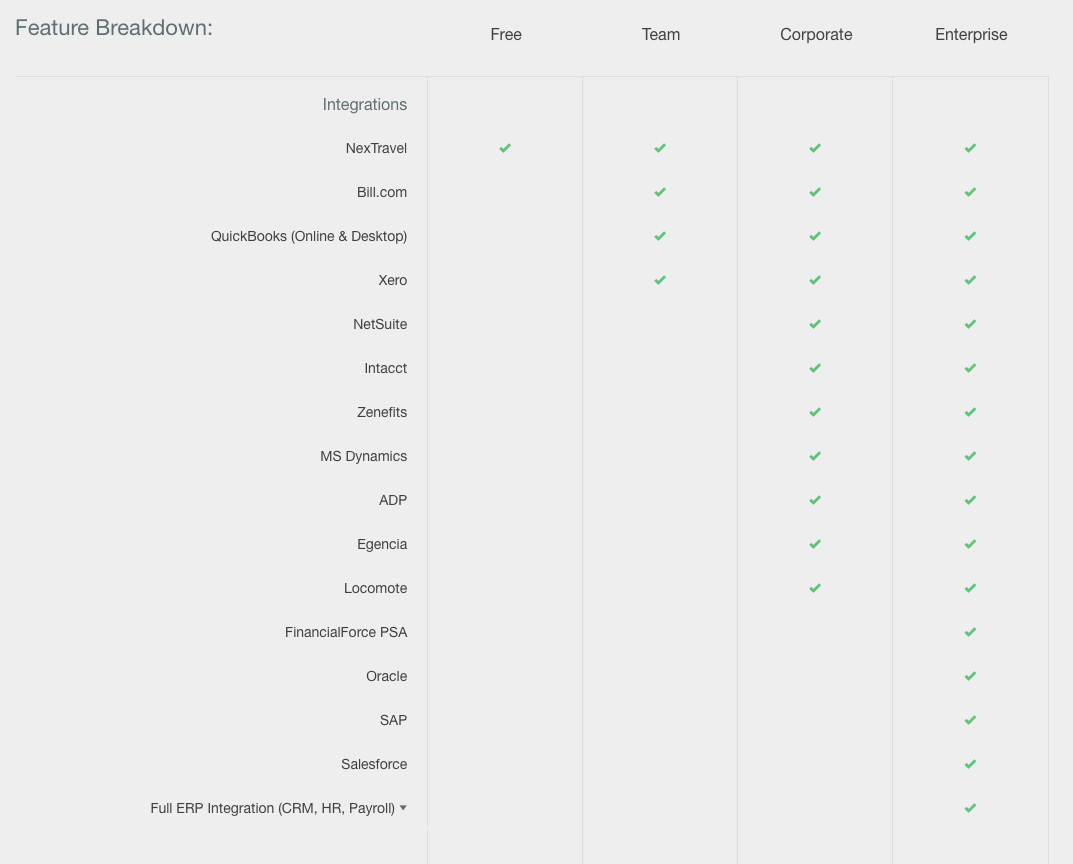 Feature Breakdown:
Free Team Corporate Enterprise
Integrations
NexTravel
Bill.com
QuickBooks (Online & Desktop)
Xero
NetSuite
Intacct
Zenefits
MS Dynamics
ADP
Egencia
Locomote
FinancialForce PSA
Oracle
SAP
Salesforce
Full ERP Integration (CRM, HR, Payroll)